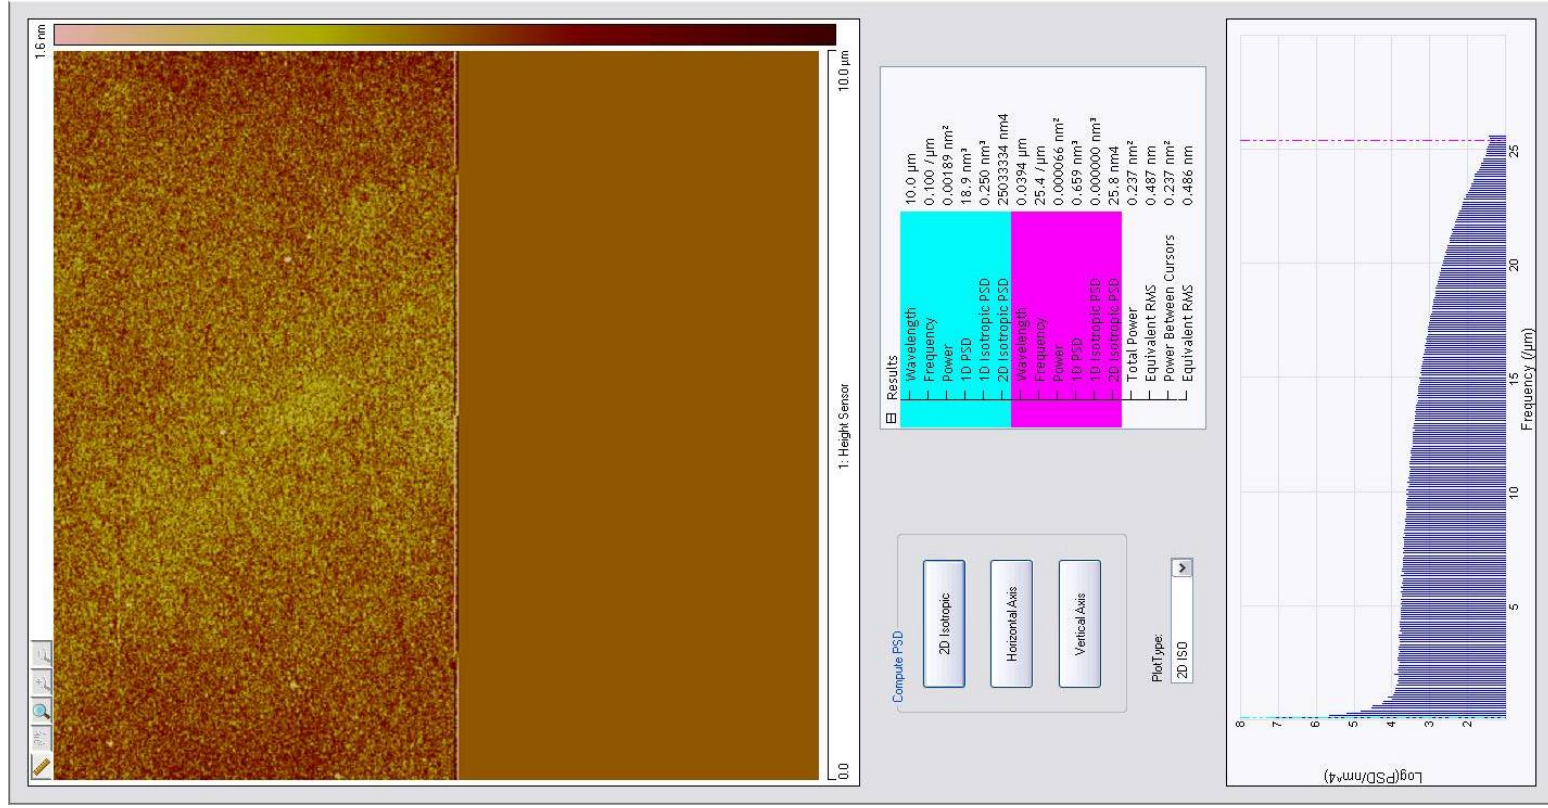 1.6 nm
0.0
1: Height Sensor
10.0 µm
Compute PSD
2D Isotropic
Horizontal Axis
Vertical Axis
PlotType:
2D ISO
Results
Wavelength 10.0 µm
Frequency 0.100 /µm
Power 0.00189 nm²
1D PSD 18.9 nm³
1D Isotropic PSD 0.250 nm³
2D Isotropic PSD 25033334 nm4
Wavelength 0.0394 µm
Frequency 25.4 /µm
Power 0.000066 nm²
1D PSD 0.659 nm³
1D Isotropic PSD 0.000000 nm³
2D Isotropic PSD 25.8 nm4
Total Power 0.237 nm²
Equivalent RMS 0.487 nm
Power Between Cursors 0.237 nm²
Equivalent RMS 0.486 nm
Log(PSD/nm^4)
8
7
6
5
4
3
2
5 10 15 20 25
Frequency (/µm)